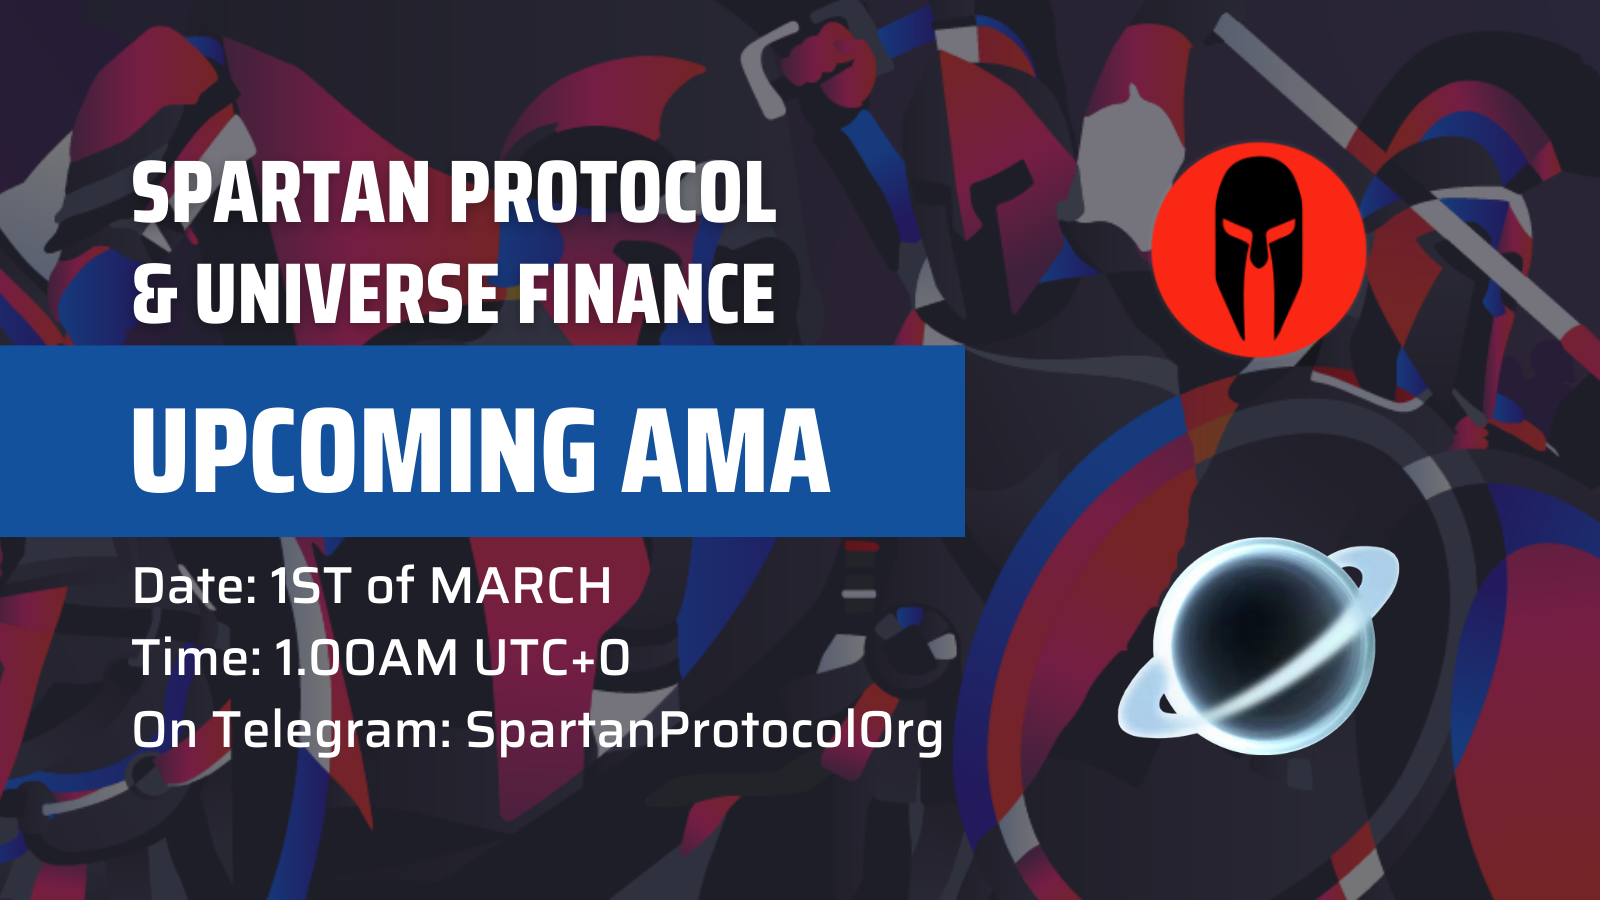 SPARTAN PROTOCOL
& UNIVERSE FINANCE
UPCOMING AMA
Date: 1ST of MARCH
Time: 1.00AM UTC+0
On Telegram: SpartanProtocolOrg